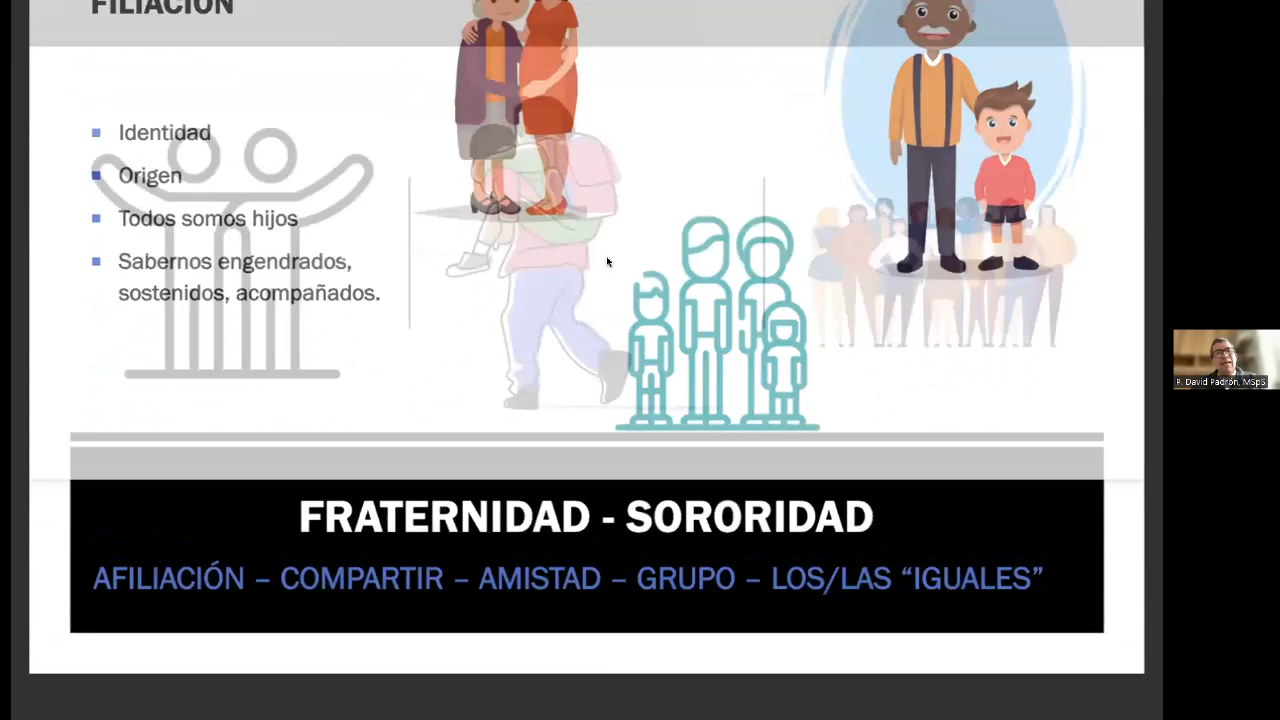 FILIACIÓN
Identidad
Origen
Todos somos hijos
Sabernos engendrados,
sostenidos, acompañados.
FRATERNIDAD - SORORIDAD
AFILIACIÓN – COMPARTIR – AMISTAD – GRUPO – LOS/LAS “IGUALES”
P. David Padrón, MSpS